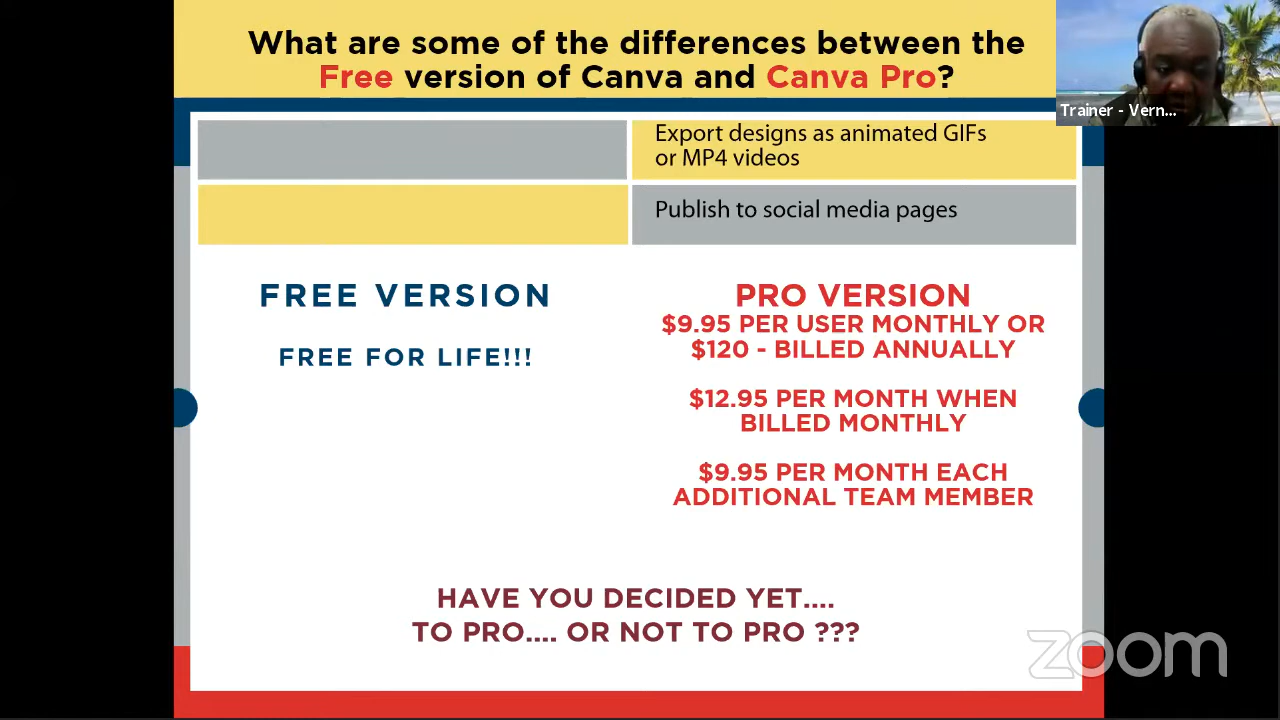 What are some of the differences between the
Free version of Canva and Canva Pro?
Trainer - Vern...
Export designs as animated GIFs
or MP4 videos
Publish to social media pages
FREE VERSION
FREE FOR LIFE!!!
PRO VERSION
$9.95 PER USER MONTHLY OR
$120 - BILLED ANNUALLY
$12.95 PER MONTH WHEN
BILLED MONTHLY
$9.95 PER MONTH EACH
ADDITIONAL TEAM MEMBER
HAVE YOU DECIDED YET....
TO PRO.... OR NOT TO PRO ???
zoom